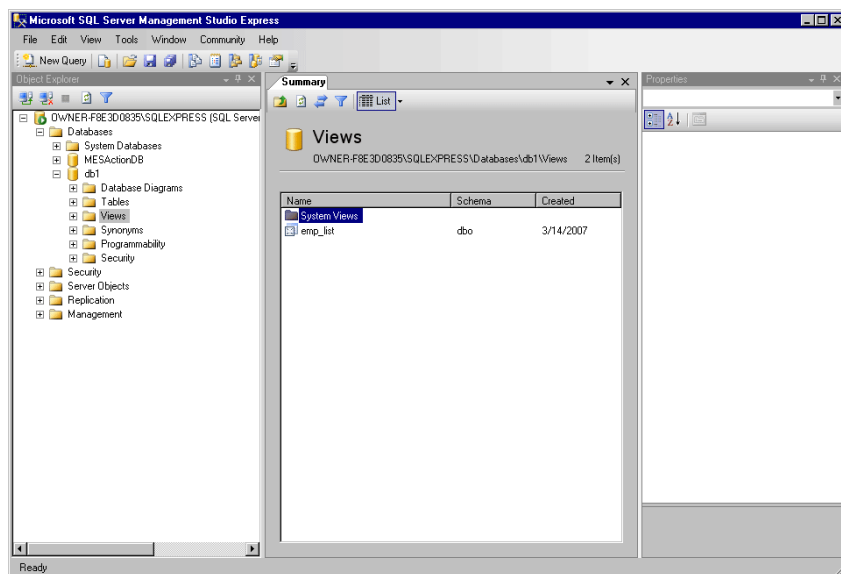 Microsoft SQL Server Management Studio Express
File Edit View Tools Window Community Help
New Query
Object Explorer
OWNER-F8E3D0835\SQLEXPRESS (SQL Server
Databases
System Databases
MESActionDB
db1
Database Diagrams
Tables
Views
Synonyms
Programmability
Security
Security
Server Objects
Replication
Management
Summary
List
Views
OWNER-F8E3D0835\SQLEXPRESS\Databases\db1\Views 2 Item(s)
Name Schema Created
System Views
emp_list dbo 3/14/2007
Properties
Ready